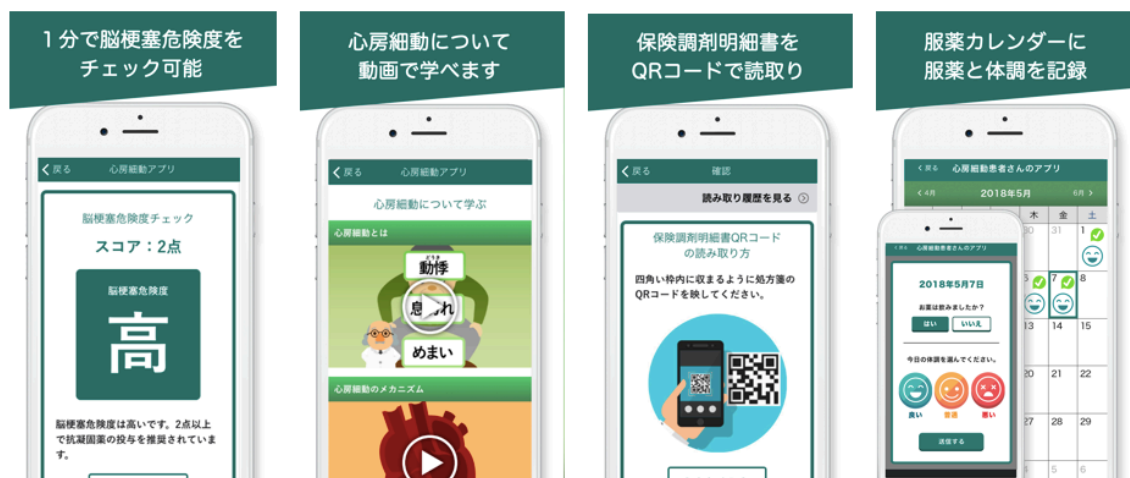 １分で脳梗塞危険度を
チェック可能
戻る
心房細動アプリ
脳梗塞危険度チェック
スコア：2点
脳梗塞危険度
高
脳梗塞危険度は高いです。2点以上
で抗凝固薬の投与を推奨されていま
す。
心房細動について
動画で学べます
戻る
心房細動アプリ
心房細動について学ぶ
心房細動とは
どうき
動悸
めまい
心房細動のメカニズム
保険調剤明細書を
QRコードで読取り
戻る
確認
読み取り履歴を見る
保険調剤明細書QRコード
の読み取り方
四角い枠内に収まるように処方箋の
QRコードを映してください。
服薬カレンダーに
服薬と体調を記録
戻る
心房細動患者さんのアプリ
4月
2018年5月
6月
木
金
土
30
31
1
7
8
13
14
15
20
21
22
27
28
29
5
6
戻る
心房細動患者さんのアプリ
2018年5月7日
お薬は飲みましたか？
はい
いいえ
今日の体調を選んでください。
良い
普通
悪い
送信する